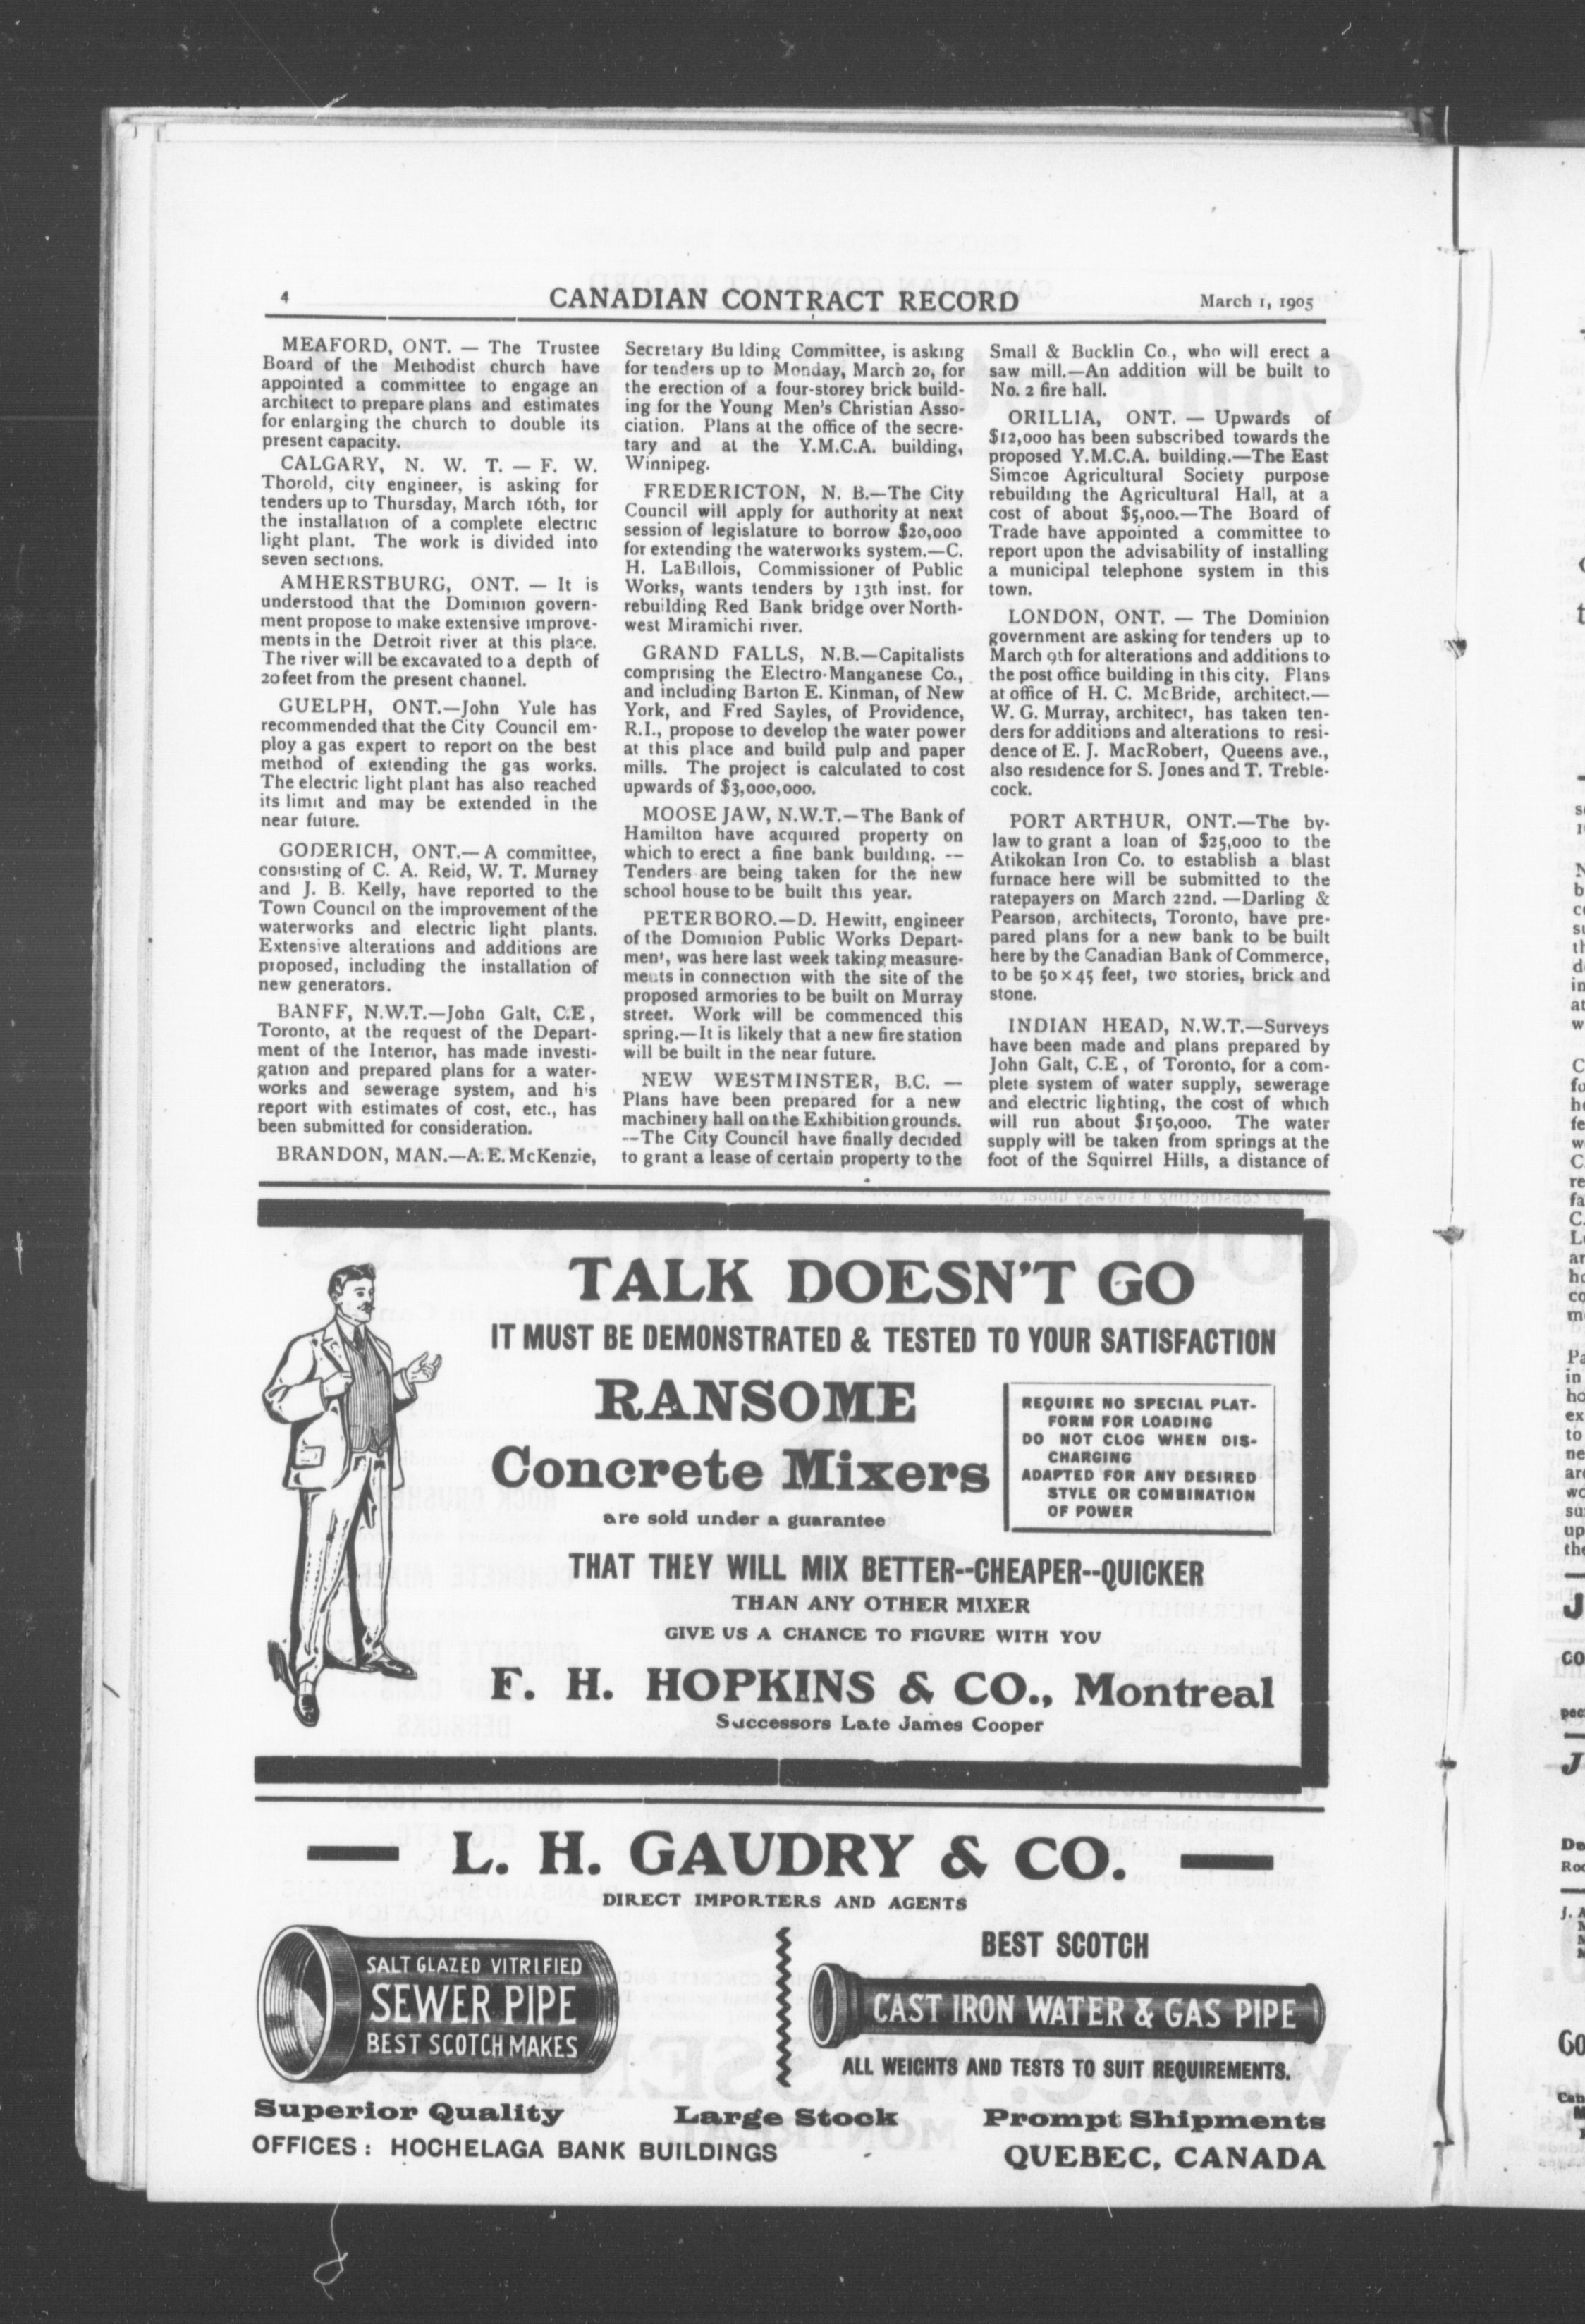 4
CANADIAN CONTRACT RECORD
March 1, 1905
MEAFORD, ONT. — The Trustee
Board of the Methodist church have
appointed a committee to engage an
architect to prepare plans and estimates
for enlarging the church to double its
present capacity.
CALGARY, N. W. T. — F. W.
Thorold, city engineer, is asking for
tenders up to Thursday, March 16th, for
the installation of a complete electric
light plant. The work is divided into
seven sections.
AMHERSTBURG, ONT. — It is
understood that the Dominion govern-
ment propose to make extensive improve-
ments in the Detroit river at this place.
The river will be excavated to a depth of
20 feet from the present channel.
GUELPH, ONT.—John Yule has
recommended that the City Council em-
ploy a gas expert to report on the best
method of extending the gas works.
The electric light plant has also reached
its limit and may be extended in the
near future.
GODERICH, ONT.—A committee,
consisting of C. A. Reid, W. T. Murney
and J. B. Kelly, have reported to the
Town Council on the improvement of the
waterworks and electric light plants.
Extensive alterations and additions are
proposed, including the installation of
new generators.
BANFF, N.W.T.—John Galt, C.E,
Toronto, at the request of the Depart-
ment of the Interior, has made investi-
gation and prepared plans for a water-
works and sewerage system, and his
report with estimates of cost, etc., has
been submitted for consideration.
BRANDON, MAN.—A. E. McKenzie,
Secretary Bu lding Committee, is asking
for tenders up to Monday, March 20, for
the erection of a four-storey brick build-
ing for the Young Men's Christian Asso-
ciation. Plans at the office of the secre-
tary and at the Y.M.C.A. building,
Winnipeg.
FREDERICTON, N. B.—The City
Council will apply for authority at next
session of legislature to borrow $20,000
for extending the waterworks system.—C.
H. LaBillois, Commissioner of Public
Works, wants tenders by 13th inst. for
rebuilding Red Bank bridge over North-
west Miramichi river.
GRAND FALLS, N.B.—Capitalists
comprising the Electro-Manganese Co.,
and including Barton E. Kinman, of New
York, and Fred Sayles, of Providence,
R.I., propose to develop the water power
at this place and build pulp and paper
mills. The project is calculated to cost
upwards of $3,000,000.
MOOSE JAW, N.W.T.—The Bank of
Hamilton have acquired property on
which to erect a fine bank building. —
Tenders are being taken for the new
school house to be built this year.
PETERBORO.—D. Hewitt, engineer
of the Dominion Public Works Depart-
ment, was here last week taking measure-
ments in connection with the site of the
proposed armories to be built on Murray
street. Work will be commenced this
spring.—It is likely that a new fire station
will be built in the near future.
NEW WESTMINSTER, B.C. —
Plans have been prepared for a new
machinery hall on the Exhibition grounds.
--The City Council have finally decided
to grant a lease of certain property to the
Small & Bucklin Co., who will erect a
saw mill.—An addition will be built to
No. 2 fire hall.
ORILLIA, ONT. — Upwards of
$12,000 has been subscribed towards the
proposed Y.M.C.A. building.—The East
Simcoe Agricultural Society purpose
rebuilding the Agricultural Hall, at a
cost of about $5,000.—The Board of
Trade have appointed a committee to
report upon the advisability of installing
a municipal telephone system in this
town.
LONDON, ONT. — The Dominion
government are asking for tenders up to
March 9th for alterations and additions to
the post office building in this city. Plans
at office of H. C. McBride, architect.—
W. G. Murray, architect, has taken ten-
ders for additions and alterations to resi-
dence of E. J. MacRobert, Queens ave.,
also residence for S. Jones and T. Treble-
cock.
PORT ARTHUR, ONT.—The by-
law to grant a loan of $25,000 to the
Atikokan Iron Co. to establish a blast
furnace here will be submitted to the
ratepayers on March 22nd. —Darling &
Pearson, architects, Toronto, have pre-
pared plans for a new bank to be built
here by the Canadian Bank of Commerce,
to be 50 × 45 feet, two stories, brick and
stone.
INDIAN HEAD, N.W.T.—Surveys
have been made and plans prepared by
John Galt, C.E, of Toronto, for a com-
plete system of water supply, sewerage
and electric lighting, the cost of which
will run about $150,000. The water
supply will be taken from springs at the
foot of the Squirrel Hills, a distance of
TALK DOESN'T GO
IT MUST BE DEMONSTRATED & TESTED TO YOUR SATISFACTION
RANSOME
Concrete Mixers
are sold under a guarantee
REQUIRE NO SPECIAL PLAT-
FORM FOR LOADING
DO NOT CLOG WHEN DIS-
CHARGING
ADAPTED FOR ANY DESIRED
STYLE OR COMBINATION
OF POWER
THAT THEY WILL MIX BETTER--CHEAPER--QUICKER
THAN ANY OTHER MIXER
GIVE US A CHANCE TO FIGURE WITH YOU
F. H. HOPKINS & CO., Montreal
Successors Late James Cooper
— L. H. GAUDRY & CO. —
DIRECT IMPORTERS AND AGENTS
SALT GLAZED VITRIFIED
SEWER PIPE
BEST SCOTCH MAKES
BEST SCOTCH
CAST IRON WATER & GAS PIPE
ALL WEIGHTS AND TESTS TO SUIT REQUIREMENTS.
Superior Quality Large Stock Prompt Shipments
OFFICES: HOCHELAGA BANK BUILDINGS QUEBEC, CANADA